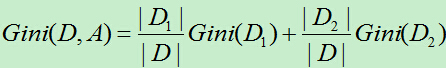 Gini(D, A) = |D₁|/|D| Gini(D₁) + |D₂|/|D| Gini(D₂)